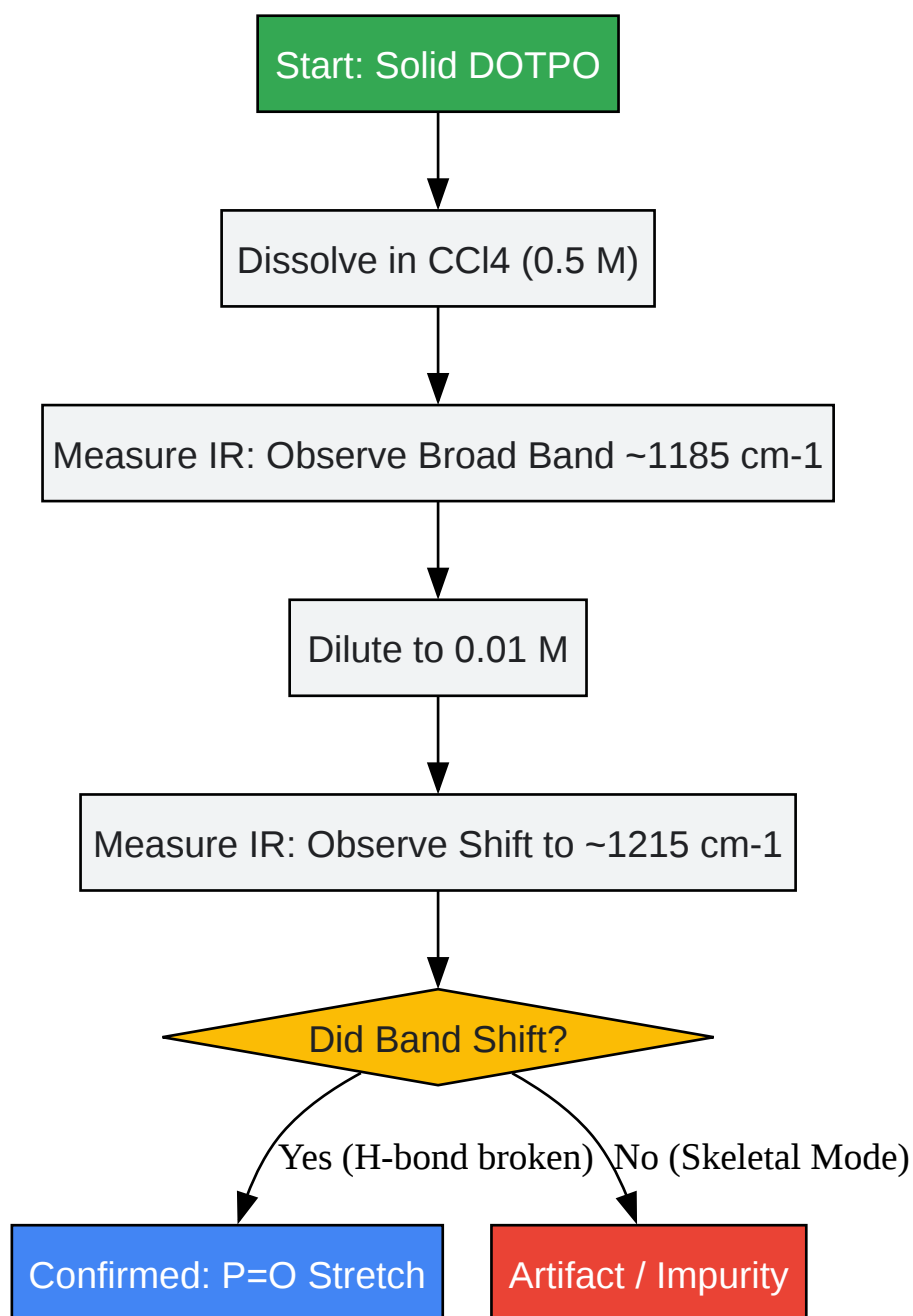 Start: Solid DOTPO
Dissolve in CCl4 (0.5 M)
Measure IR: Observe Broad Band ~1185 cm-1
Dilute to 0.01 M
Measure IR: Observe Shift to ~1215 cm-1
Did Band Shift?
Yes (H-bond broken)
No (Skeletal Mode)
Confirmed: P=O Stretch
Artifact / Impurity